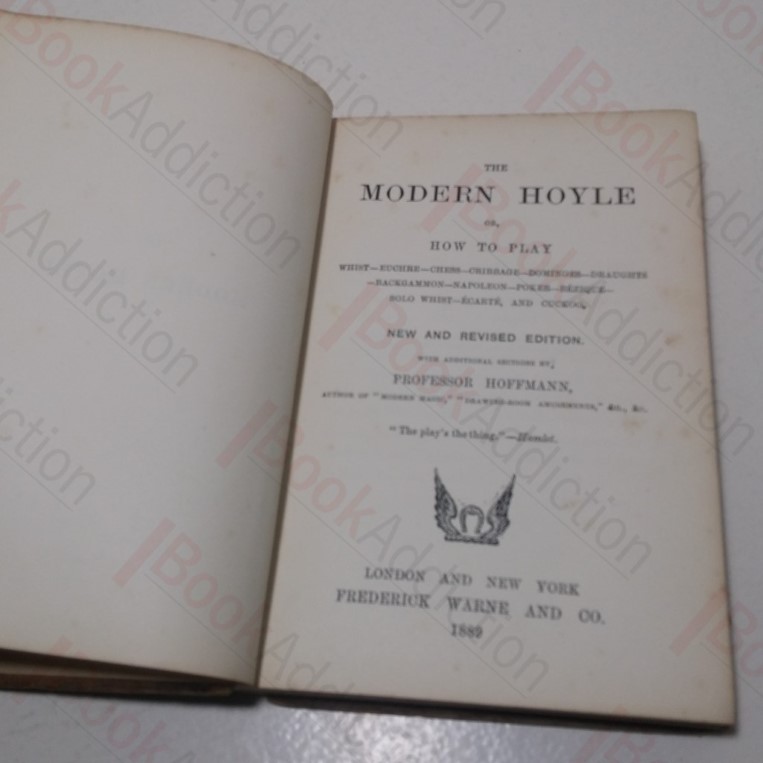 THE
MODERN HOYLE
OR,
HOW TO PLAY
WHIST—EUCHRE—CHESS—CRIBBAGE—DOMINOES—DRAUGHTS
—BACKGAMMON—NAPOLEON—POKER—BÉZIQUE—
SOLO WHIST—ÉCARTÉ, AND CUCKOO,
NEW AND REVISED EDITION.
WITH ADDITIONAL SECTIONS BY,
PROFESSOR HOFFMANN,
AUTHOR OF "MODERN MAGIC," "DRAWING-ROOM AMUSEMENTS," &c., &c.
"The play's the thing."—Hamlet.
LONDON AND NEW YORK
FREDERICK WARNE AND CO.
1889
BookAddiction